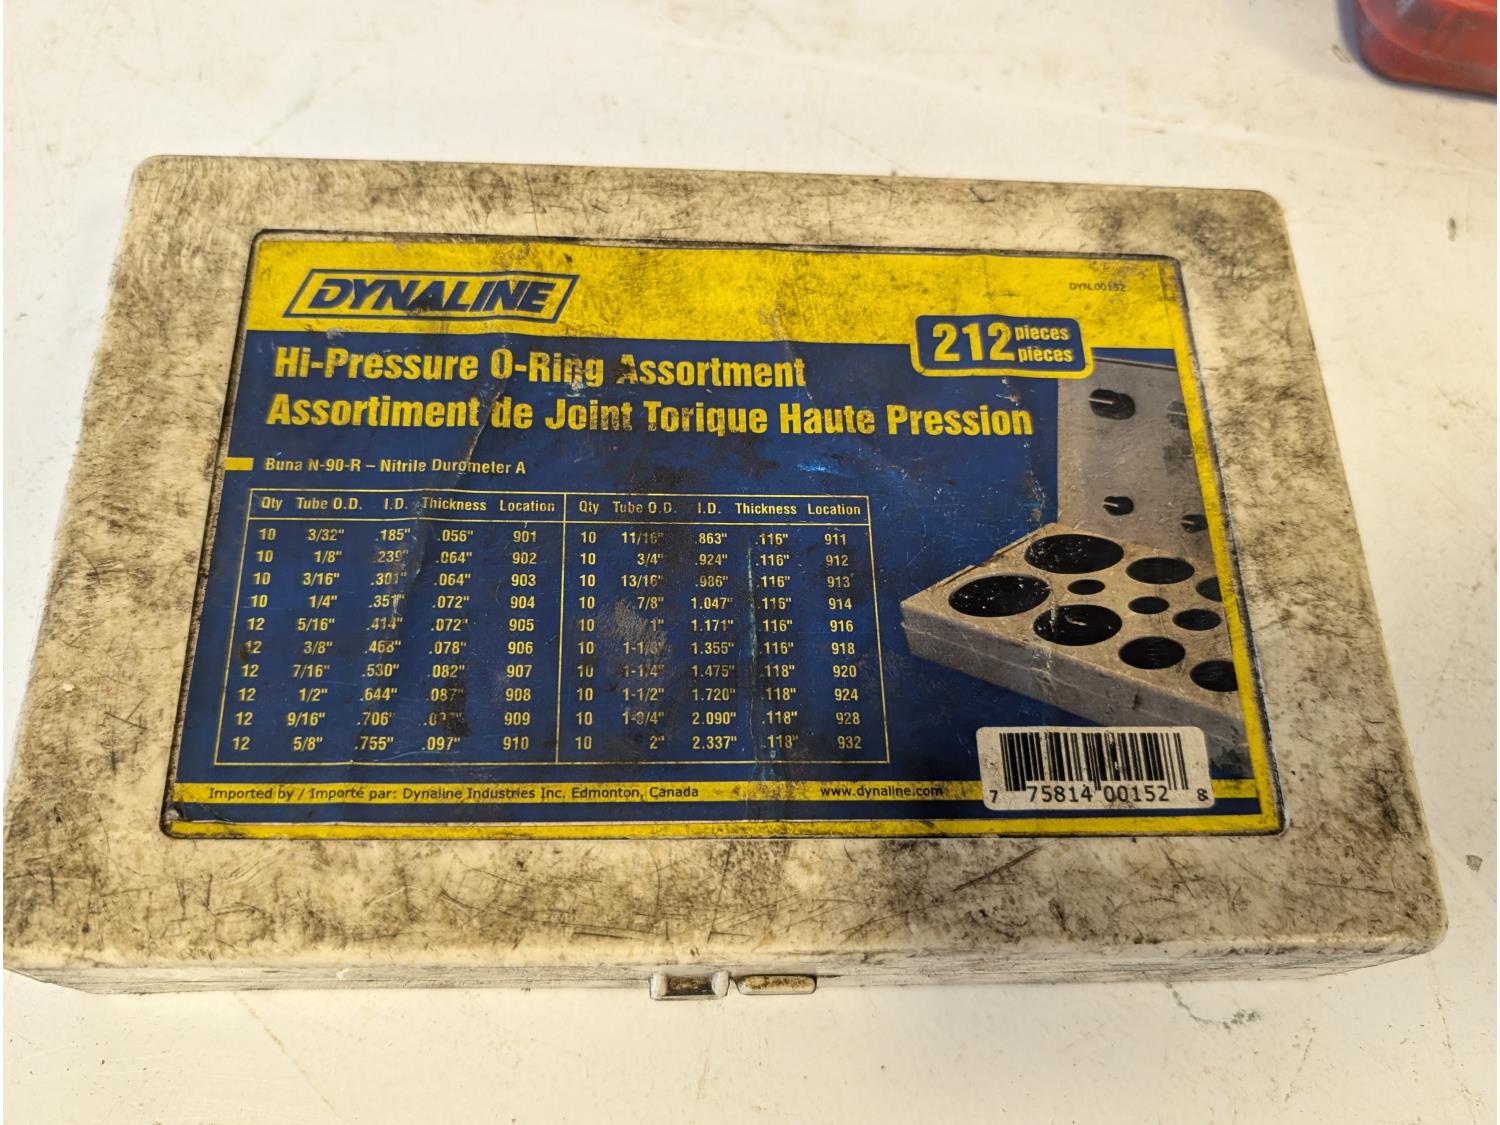 DYNALINE
DYN.00152
212 pieces
pièces
Hi-Pressure O-Ring Assortment
Assortiment de Joint Torique Haute Pression
Buna N-90-R – Nitrile Durometer A
Qty Tube O.D. I.D. Thickness Location Qty Tube O.D. I.D. Thickness Location
10 3/32" .185" .056" 901 10 11/16" .863" .116" 911
10 1/8" .239" .064" 902 10 3/4" .924" .116" 912
10 3/16" .301" .064" 903 10 13/16" .986" .116" 913
10 1/4" .351" .072" 904 10 7/8" 1.047" .116" 914
12 5/16" .414" .072" 905 10 1" 1.171" .116" 916
12 3/8" .468" .078" 906 10 1.355" .116" 918
12 7/16" .530" .082" 907 10 1-1/4" 1.475" .118" 920
12 1/2" .644" .087" 908 10 1-1/2" 1.720" .118" 924
12 9/16" .706" 909 10 1-3/4" 2.090" .118" 928
12 5/8" .755" .097" 910 10 2" 2.337" .118" 932
Imported by / Importé par: Dynaline Industries Inc. Edmonton, Canada www.dynaline.com
7 75814 00152 8